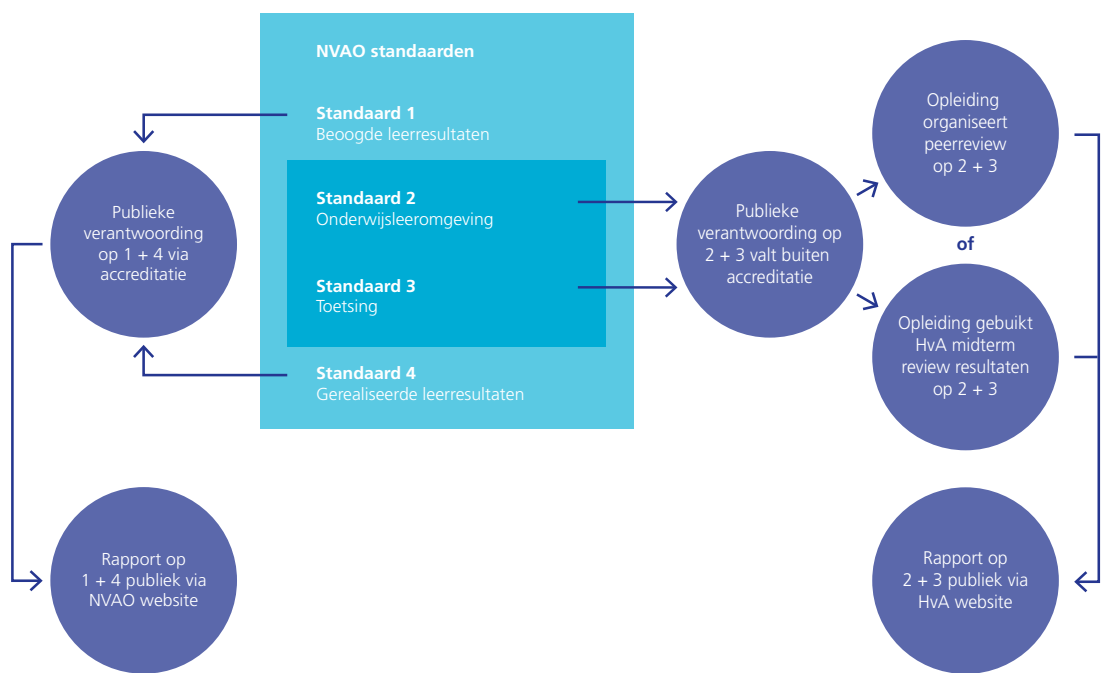 NVAO standaarden
Standaard 1
Beoogde leerresultaten
Standaard 2
Onderwijsleeromgeving
Standaard 3
Toetsing
Standaard 4
Gerealiseerde leerresultaten
Publieke
verantwoording
op 1 + 4 via
accreditatie
Rapport op
1 + 4 publiek via
NVAO website
Publieke
verantwoording op
2 + 3 valt buiten
accreditatie
Opleiding
organiseert
peerreview
op 2 + 3
of
Opleiding gebuikt
HvA midterm
review resultaten
op 2 + 3
Rapport op
2 + 3 publiek via
HvA website